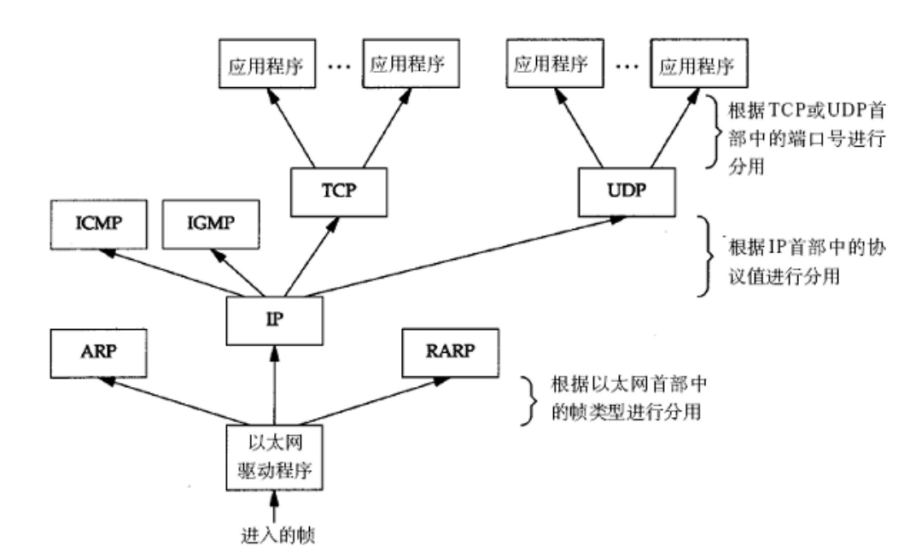 应用程序 ··· 应用程序 应用程序 ··· 应用程序
根据TCP或UDP首
部中的端口号进行
分用
TCP UDP
ICMP IGMP
根据IP首部中的协
议值进行分用
IP
ARP RARP
根据以太网首部中
的帧类型进行分用
以太网
驱动程序
进入的帧